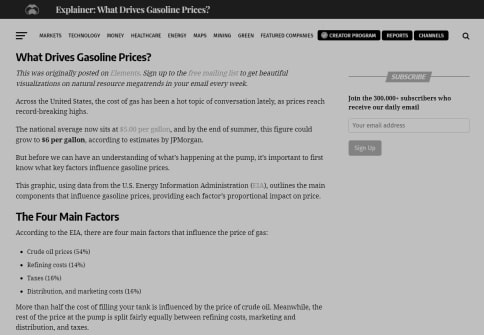 Explainer: What Drives Gasoline Prices?
MARKETS TECHNOLOGY MONEY HEALTHCARE ENERGY MAPS MINING GREEN FEATURED COMPANIES CREATOR PROGRAM REPORTS CHANNELS
What Drives Gasoline Prices?
This was originally posted on Elements. Sign up to the free mailing list to get beautiful
visualizations on natural resource megatrends in your email every week.
Across the United States, the cost of gas has been a hot topic of conversation lately, as prices reach
record-breaking highs.
The national average now sits at $5.00 per gallon, and by the end of summer, this figure could
grow to $6 per gallon, according to estimates by JPMorgan.
But before we can have an understanding of what's happening at the pump, it's important to first
know what key factors influence gasoline prices.
This graphic, using data from the U.S. Energy Information Administration (EIA), outlines the main
components that influence gasoline prices, providing each factor's proportional impact on price.
The Four Main Factors
According to the EIA, there are four main factors that influence the price of gas:
• Crude oil prices (54%)
• Refining costs (14%)
• Taxes (16%)
• Distribution, and marketing costs (16%)
More than half the cost of filling your tank is influenced by the price of crude oil. Meanwhile, the
rest of the price at the pump is split fairly equally between refining costs, marketing and
distribution, and taxes.
SUBSCRIBE
Join the 300,000+ subscribers who
receive our daily email
Your email address
Sign Up